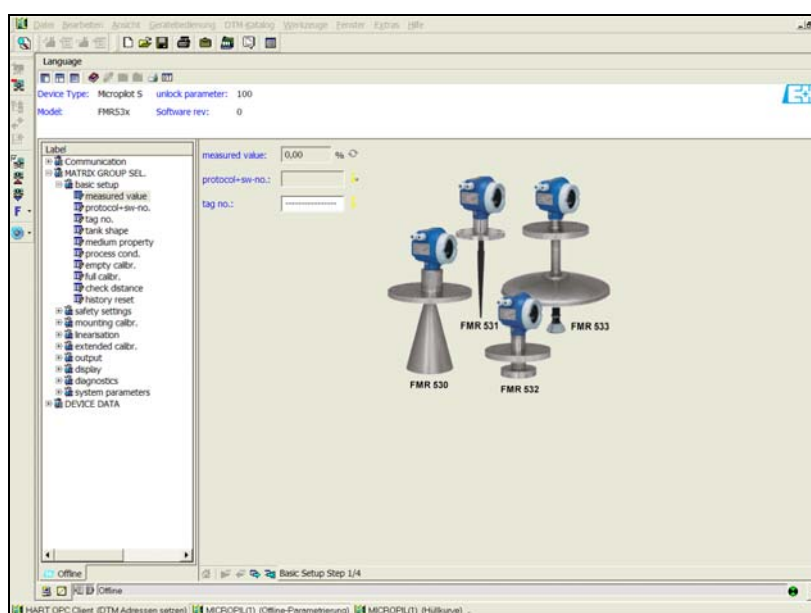 Datei Bearbeiten Ansicht Gerätebedienung DTM-Katalog Werkzeuge Fenster Extras Hilfe
Language
Device Type: Micropilot S unlock parameter: 100
Model: FMR53x Software rev: 0
Label
Communication
MATRIX GROUP SEL.
basic setup
measured value
protocol+sw-no.
tag no.
tank shape
medium property
process cond.
empty calibr.
full calibr.
check distance
history reset
safety settings
mounting calibr.
linearisation
extended calibr.
output
display
diagnostics
system parameters
DEVICE DATA
measured value: 0,00 %
protocol+sw-no.:
tag no.: ----------------
FMR 531
FMR 533
FMR 530
FMR 532
Offline
Basic Setup Step 1/4
Offline
HART OPC Client (DTM Adressen setzen) MICROPIL(1) (Offline-Parametrierung) MICROPIL(1) (Hüllkurve)